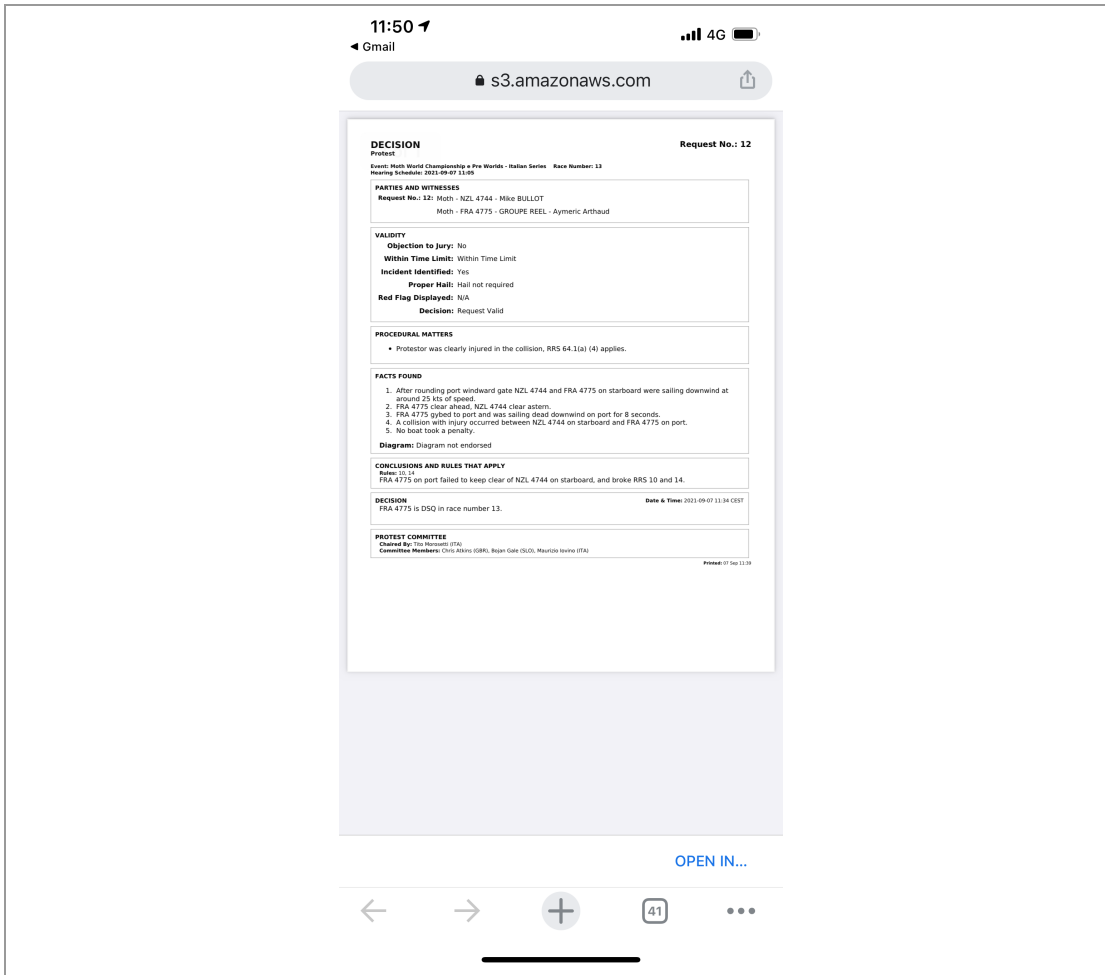 11:50
4G
◀ Gmail
s3.amazonaws.com
DECISION
Request No.: 12
Protest
Event: Moth World Championship e Pre Worlds - Italian Series Race Number: 13
Hearing Schedule: 2021-09-07 11:05
PARTIES AND WITNESSES
Request No.: 12: Moth - NZL 4744 - Mike BULLOT
Moth - FRA 4775 - GROUPE REEL - Aymeric Arthaud
VALIDITY
Objection to Jury: No
Within Time Limit: Within Time Limit
Incident Identified: Yes
Proper Hail: Hail not required
Red Flag Displayed: N/A
Decision: Request Valid
PROCEDURAL MATTERS
• Protestor was clearly injured in the collision, RRS 64.1(a) (4) applies.
FACTS FOUND
1. After rounding port windward gate NZL 4744 and FRA 4775 on starboard were sailing downwind at
around 25 kts of speed.
2. FRA 4775 clear ahead, NZL 4744 clear astern.
3. FRA 4775 gybed to port and was sailing dead downwind on port for 8 seconds.
4. A collision with injury occurred between NZL 4744 on starboard and FRA 4775 on port.
5. No boat took a penalty.
Diagram: Diagram not endorsed
CONCLUSIONS AND RULES THAT APPLY
Rules: 10, 14
FRA 4775 on port failed to keep clear of NZL 4744 on starboard, and broke RRS 10 and 14.
DECISION
Date & Time: 2021-09-07 11:34 CEST
FRA 4775 is DSQ in race number 13.
PROTEST COMMITTEE
Chaired By: Tito Morosetti (ITA)
Committee Members: Chris Atkins (GBR), Bojan Gale (SLO), Maurizio Iovino (ITA)
Printed: 07 Sep 11:39
OPEN IN...
41